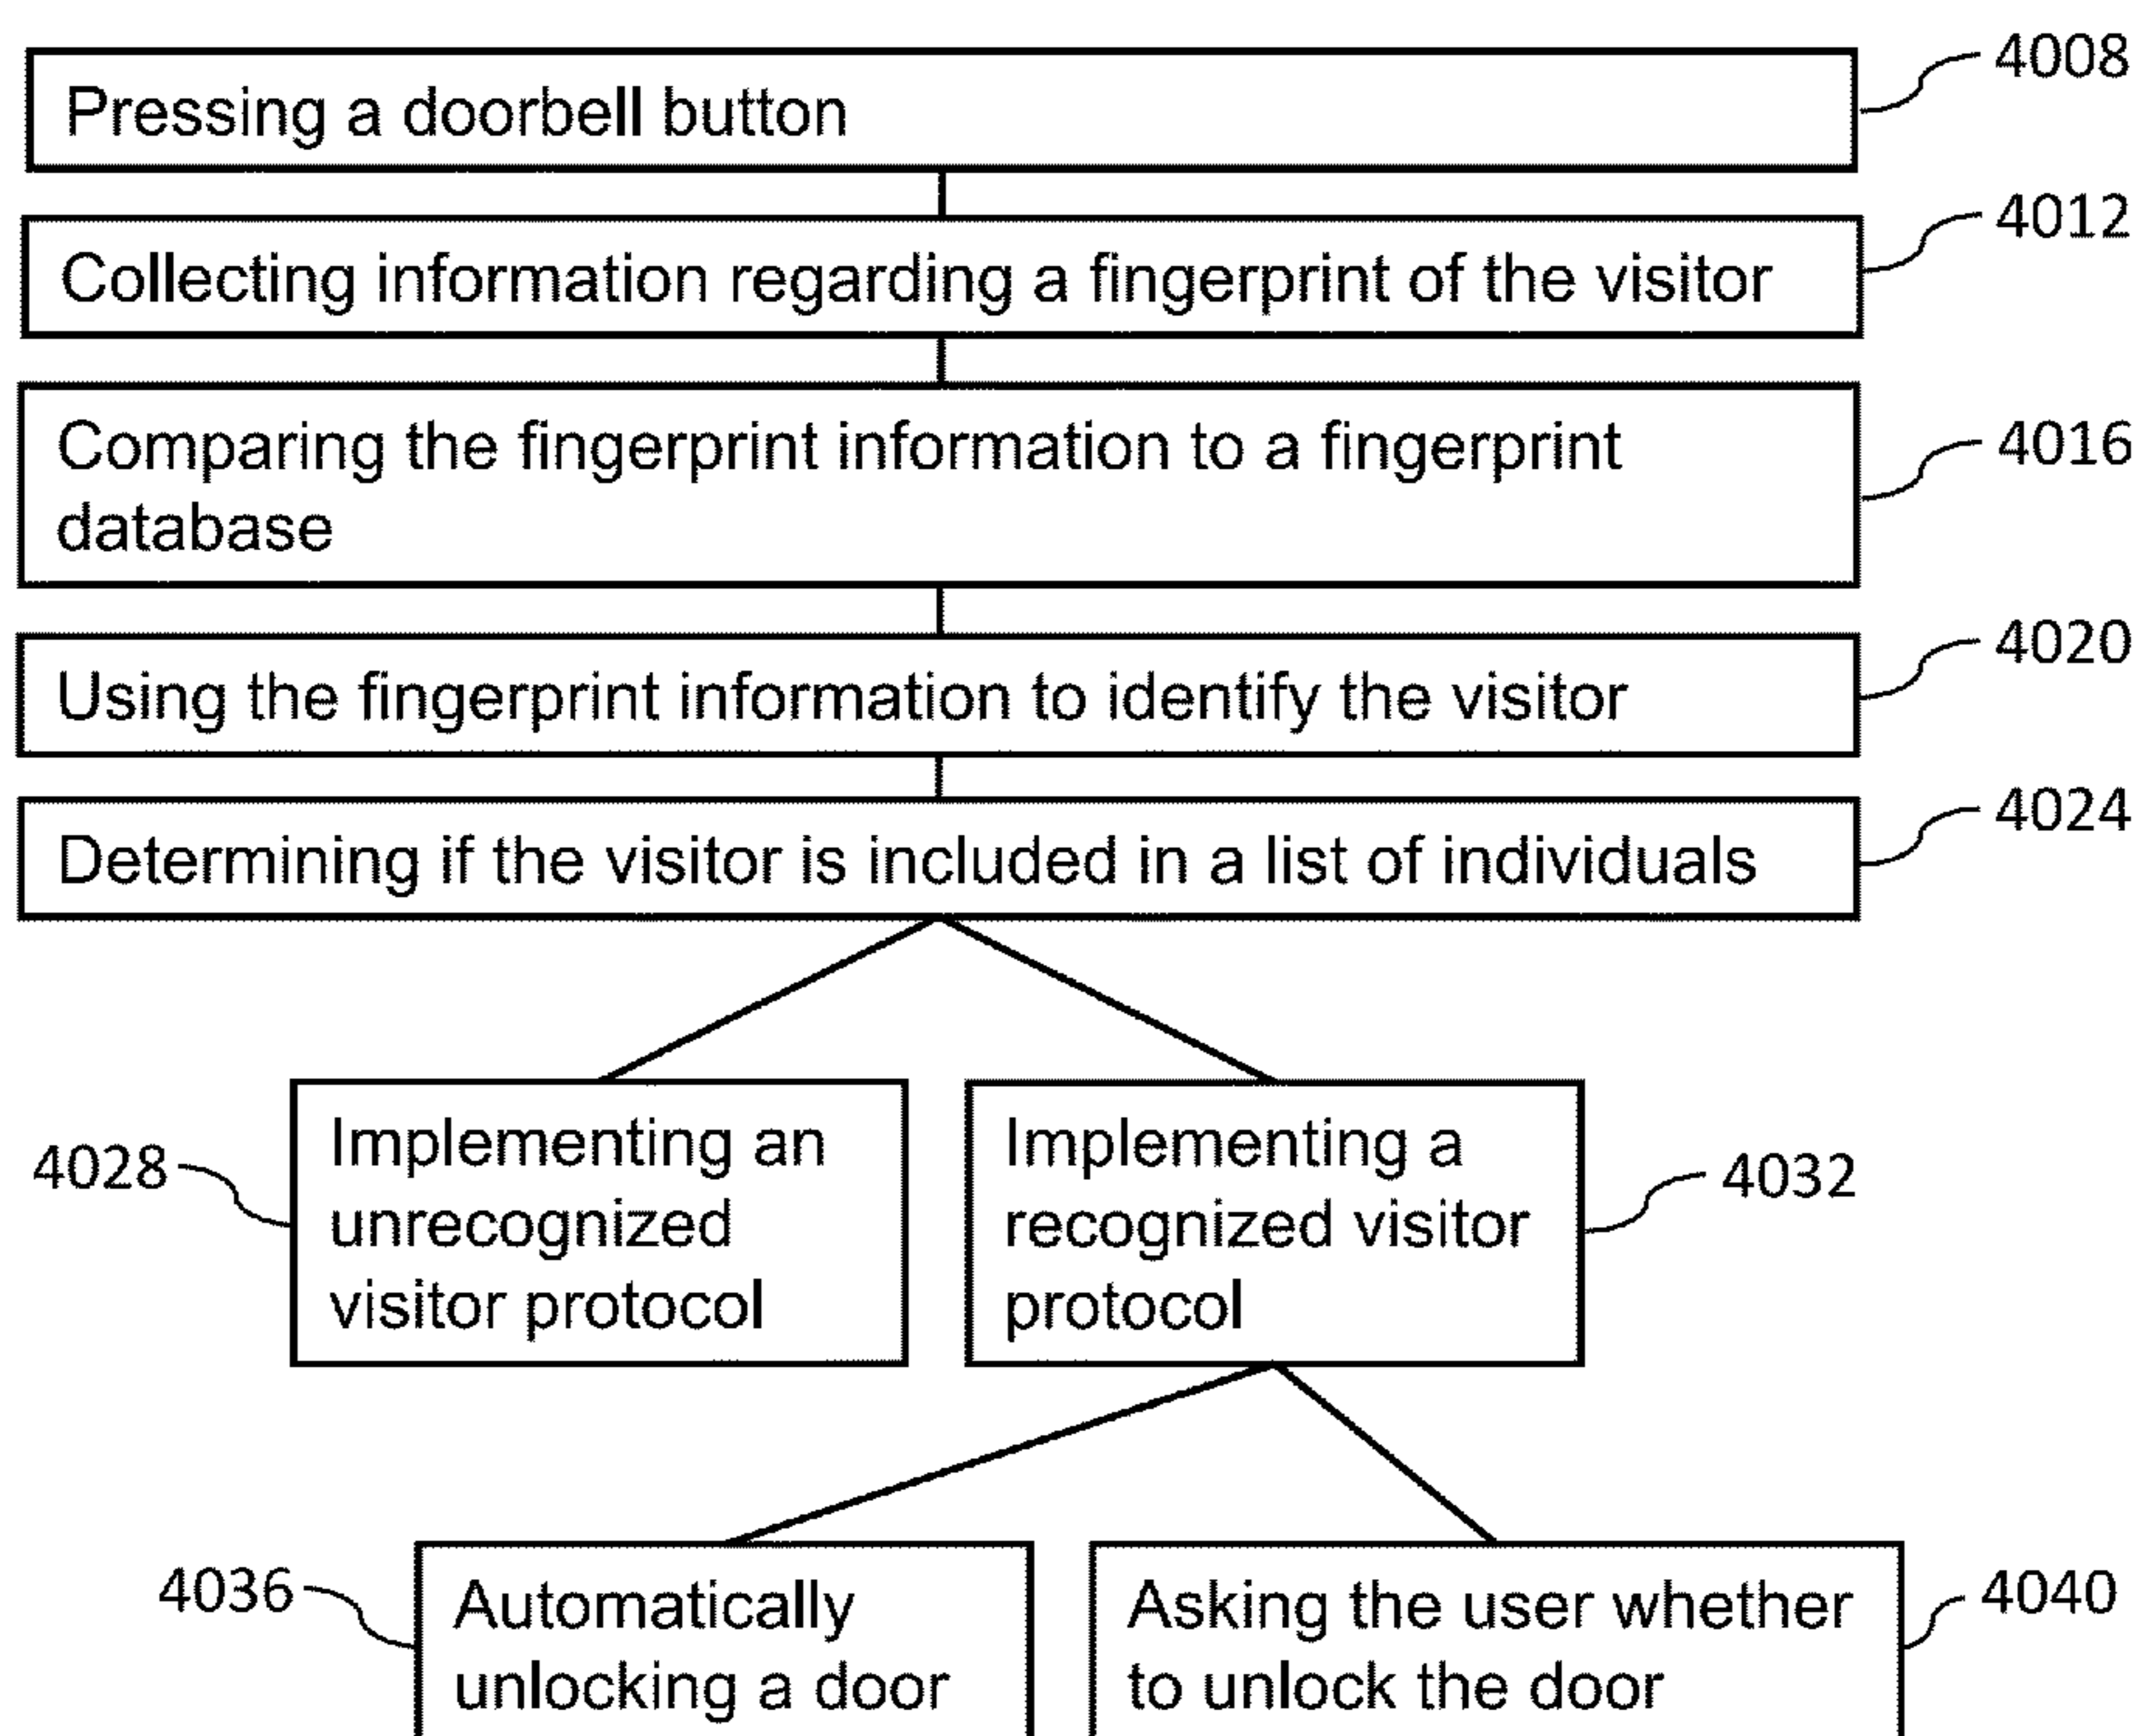 4008
Pressing a doorbell button
4012
Collecting information regarding a fingerprint of the visitor
Comparing the fingerprint information to a fingerprint
4016
database
4020
Using the fingerprint information to identify the visitor
4024
Determining if the visitor is included in a list of individuals
4028
Implementing an
unrecognized
visitor protocol
Implementing a
recognized visitor
protocol
4032
4036
Automatically
unlocking a door
Asking the user whether
to unlock the door
4040